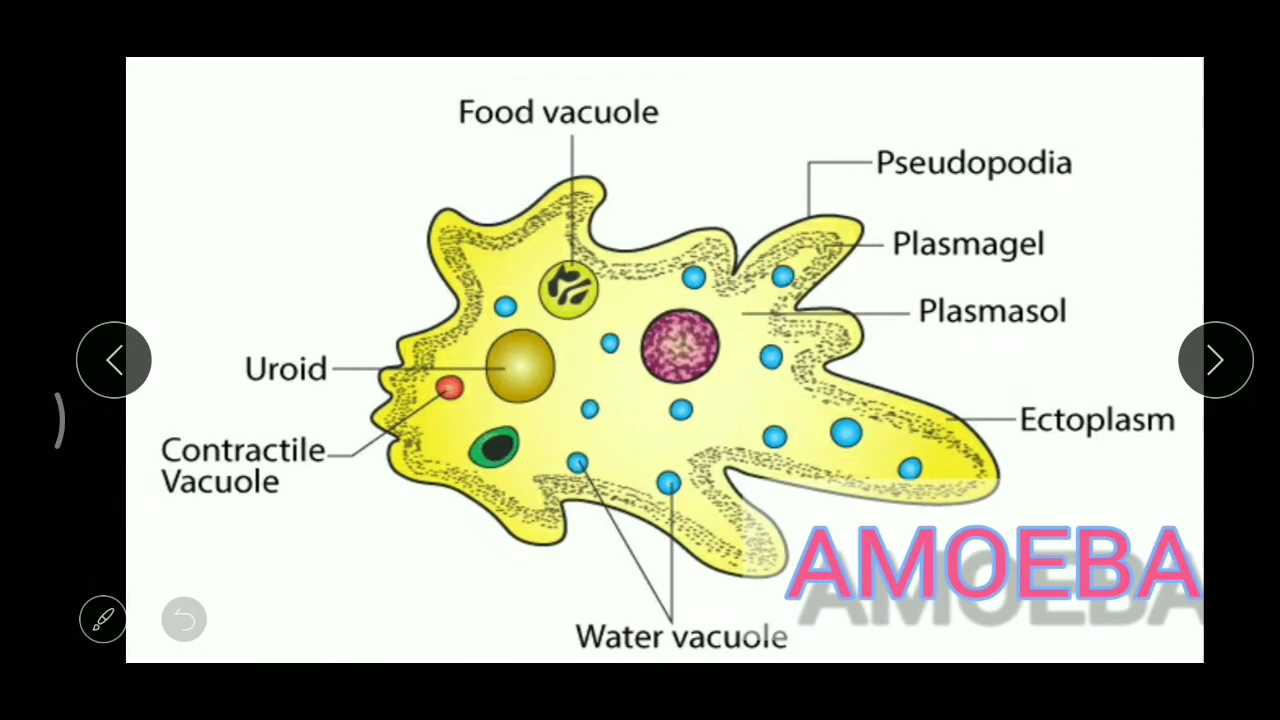 Food vacuole
Pseudopodia
Plasmagel
Plasmasol
Uroid
Ectoplasm
Contractile
Vacuole
AMOEBA
Water vacuole